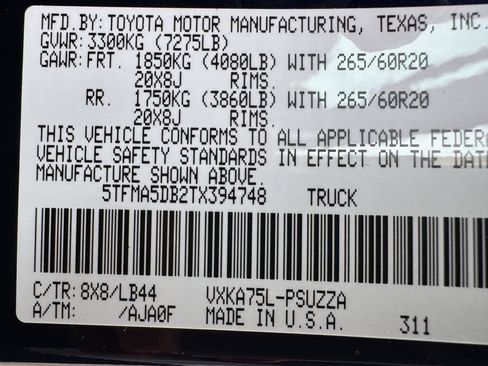 MFD.BY: TOYOTA MOTOR MANUFACTURING, TEXAS, INC.
GVWR: 3300KG (7275LB)
GAWR: FRT. 1850KG (4080LB) WITH 265/60R20
20X8J RIMS.
RR. 1750KG (3860LB) WITH 265/60R20
20X8J RIMS.
THIS VEHICLE CONFORMS TO ALL APPLICABLE FEDERA
VEHICLE SAFETY STANDARDS IN EFFECT ON THE DATE
MANUFACTURE SHOWN ABOVE.
5TFMA5DB2TX394748 TRUCK
C/TR: 8X8/LB44 VXKA75L-PSUZZA
A/TM: /AJA0F MADE IN U.S.A. 311